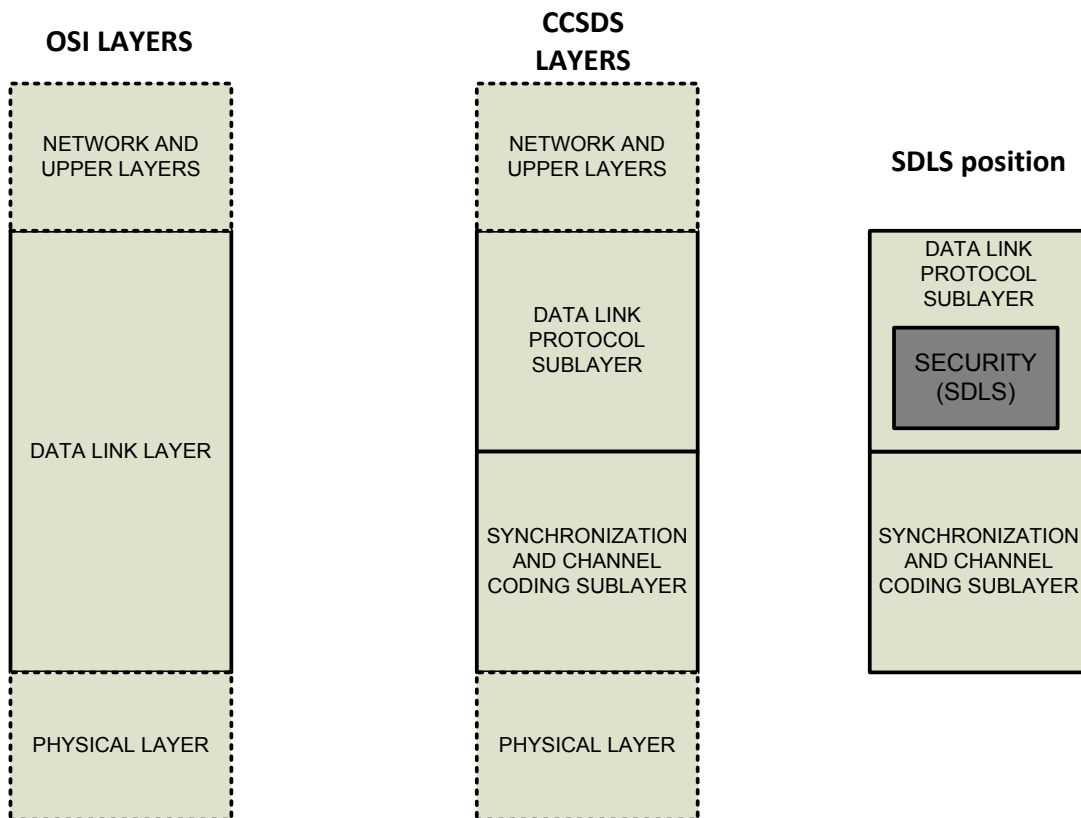 OSI LAYERS
NETWORK AND
UPPER LAYERS
DATA LINK LAYER
PHYSICAL LAYER
CCSDS
LAYERS
NETWORK AND
UPPER LAYERS
DATA LINK
PROTOCOL
SUBLAYER
SYNCHRONIZATION
AND CHANNEL
CODING SUBLAYER
PHYSICAL LAYER
SDLS position
DATA LINK
PROTOCOL
SUBLAYER
SECURITY
(SDLS)
SYNCHRONIZATION
AND CHANNEL
CODING SUBLAYER